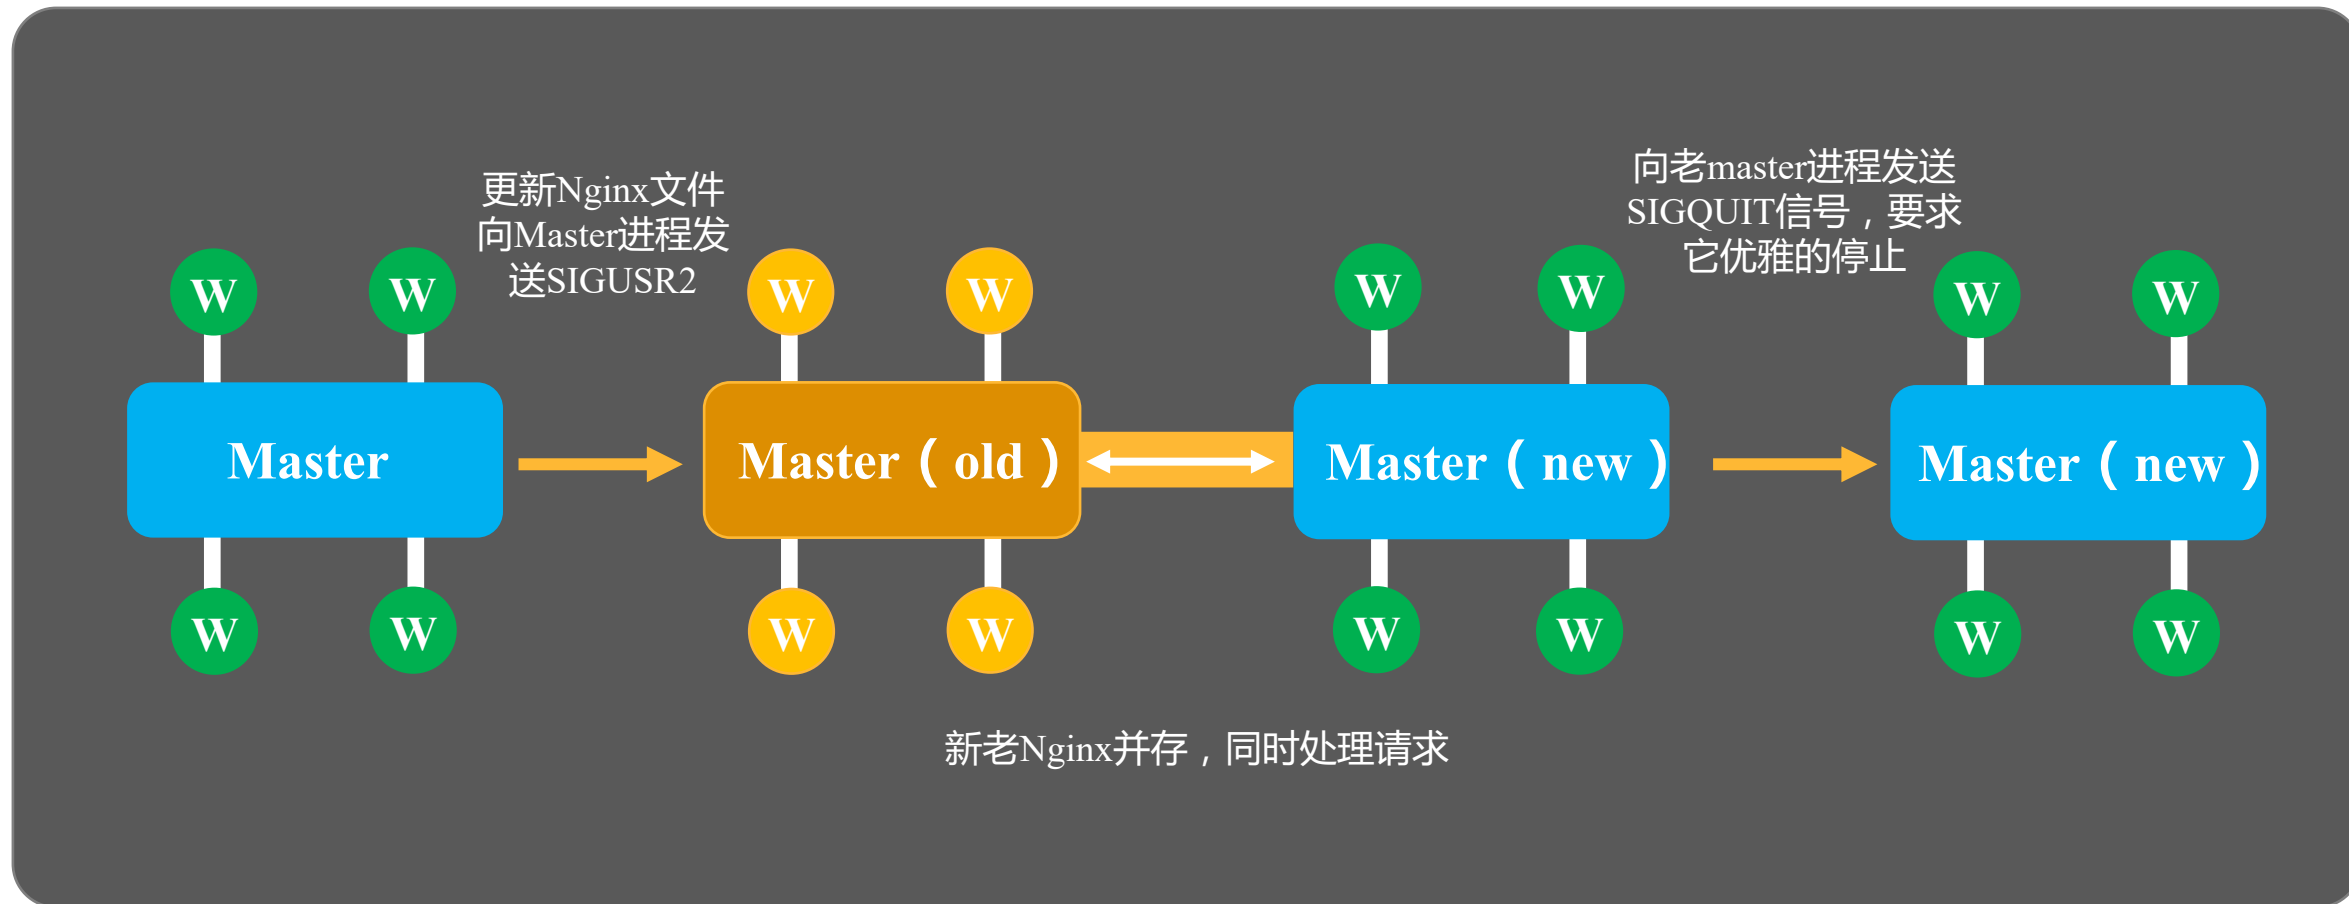 更新Nginx文件
向Master进程发
送SIGUSR2
向老master进程发送
SIGQUIT信号，要求
它优雅的停止
W W W W W W W W
Master Master（old） Master（new） Master（new）
W W W W W W W W
新老Nginx并存，同时处理请求